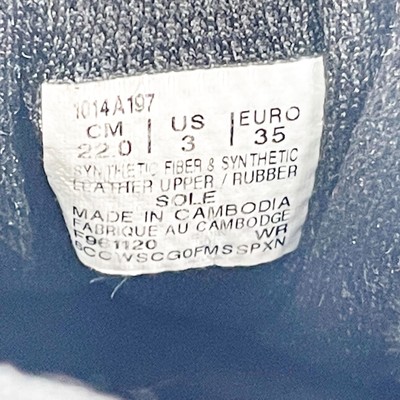 1014A197
CM | US | EURO
22.0 | 3 | 35
SYNTHETIC FIBER & SYNTHETIC
LEATHER UPPER / RUBBER
SOLE
MADE IN CAMBODIA
FABRIQUE AU CAMBODGE
F961120 WR